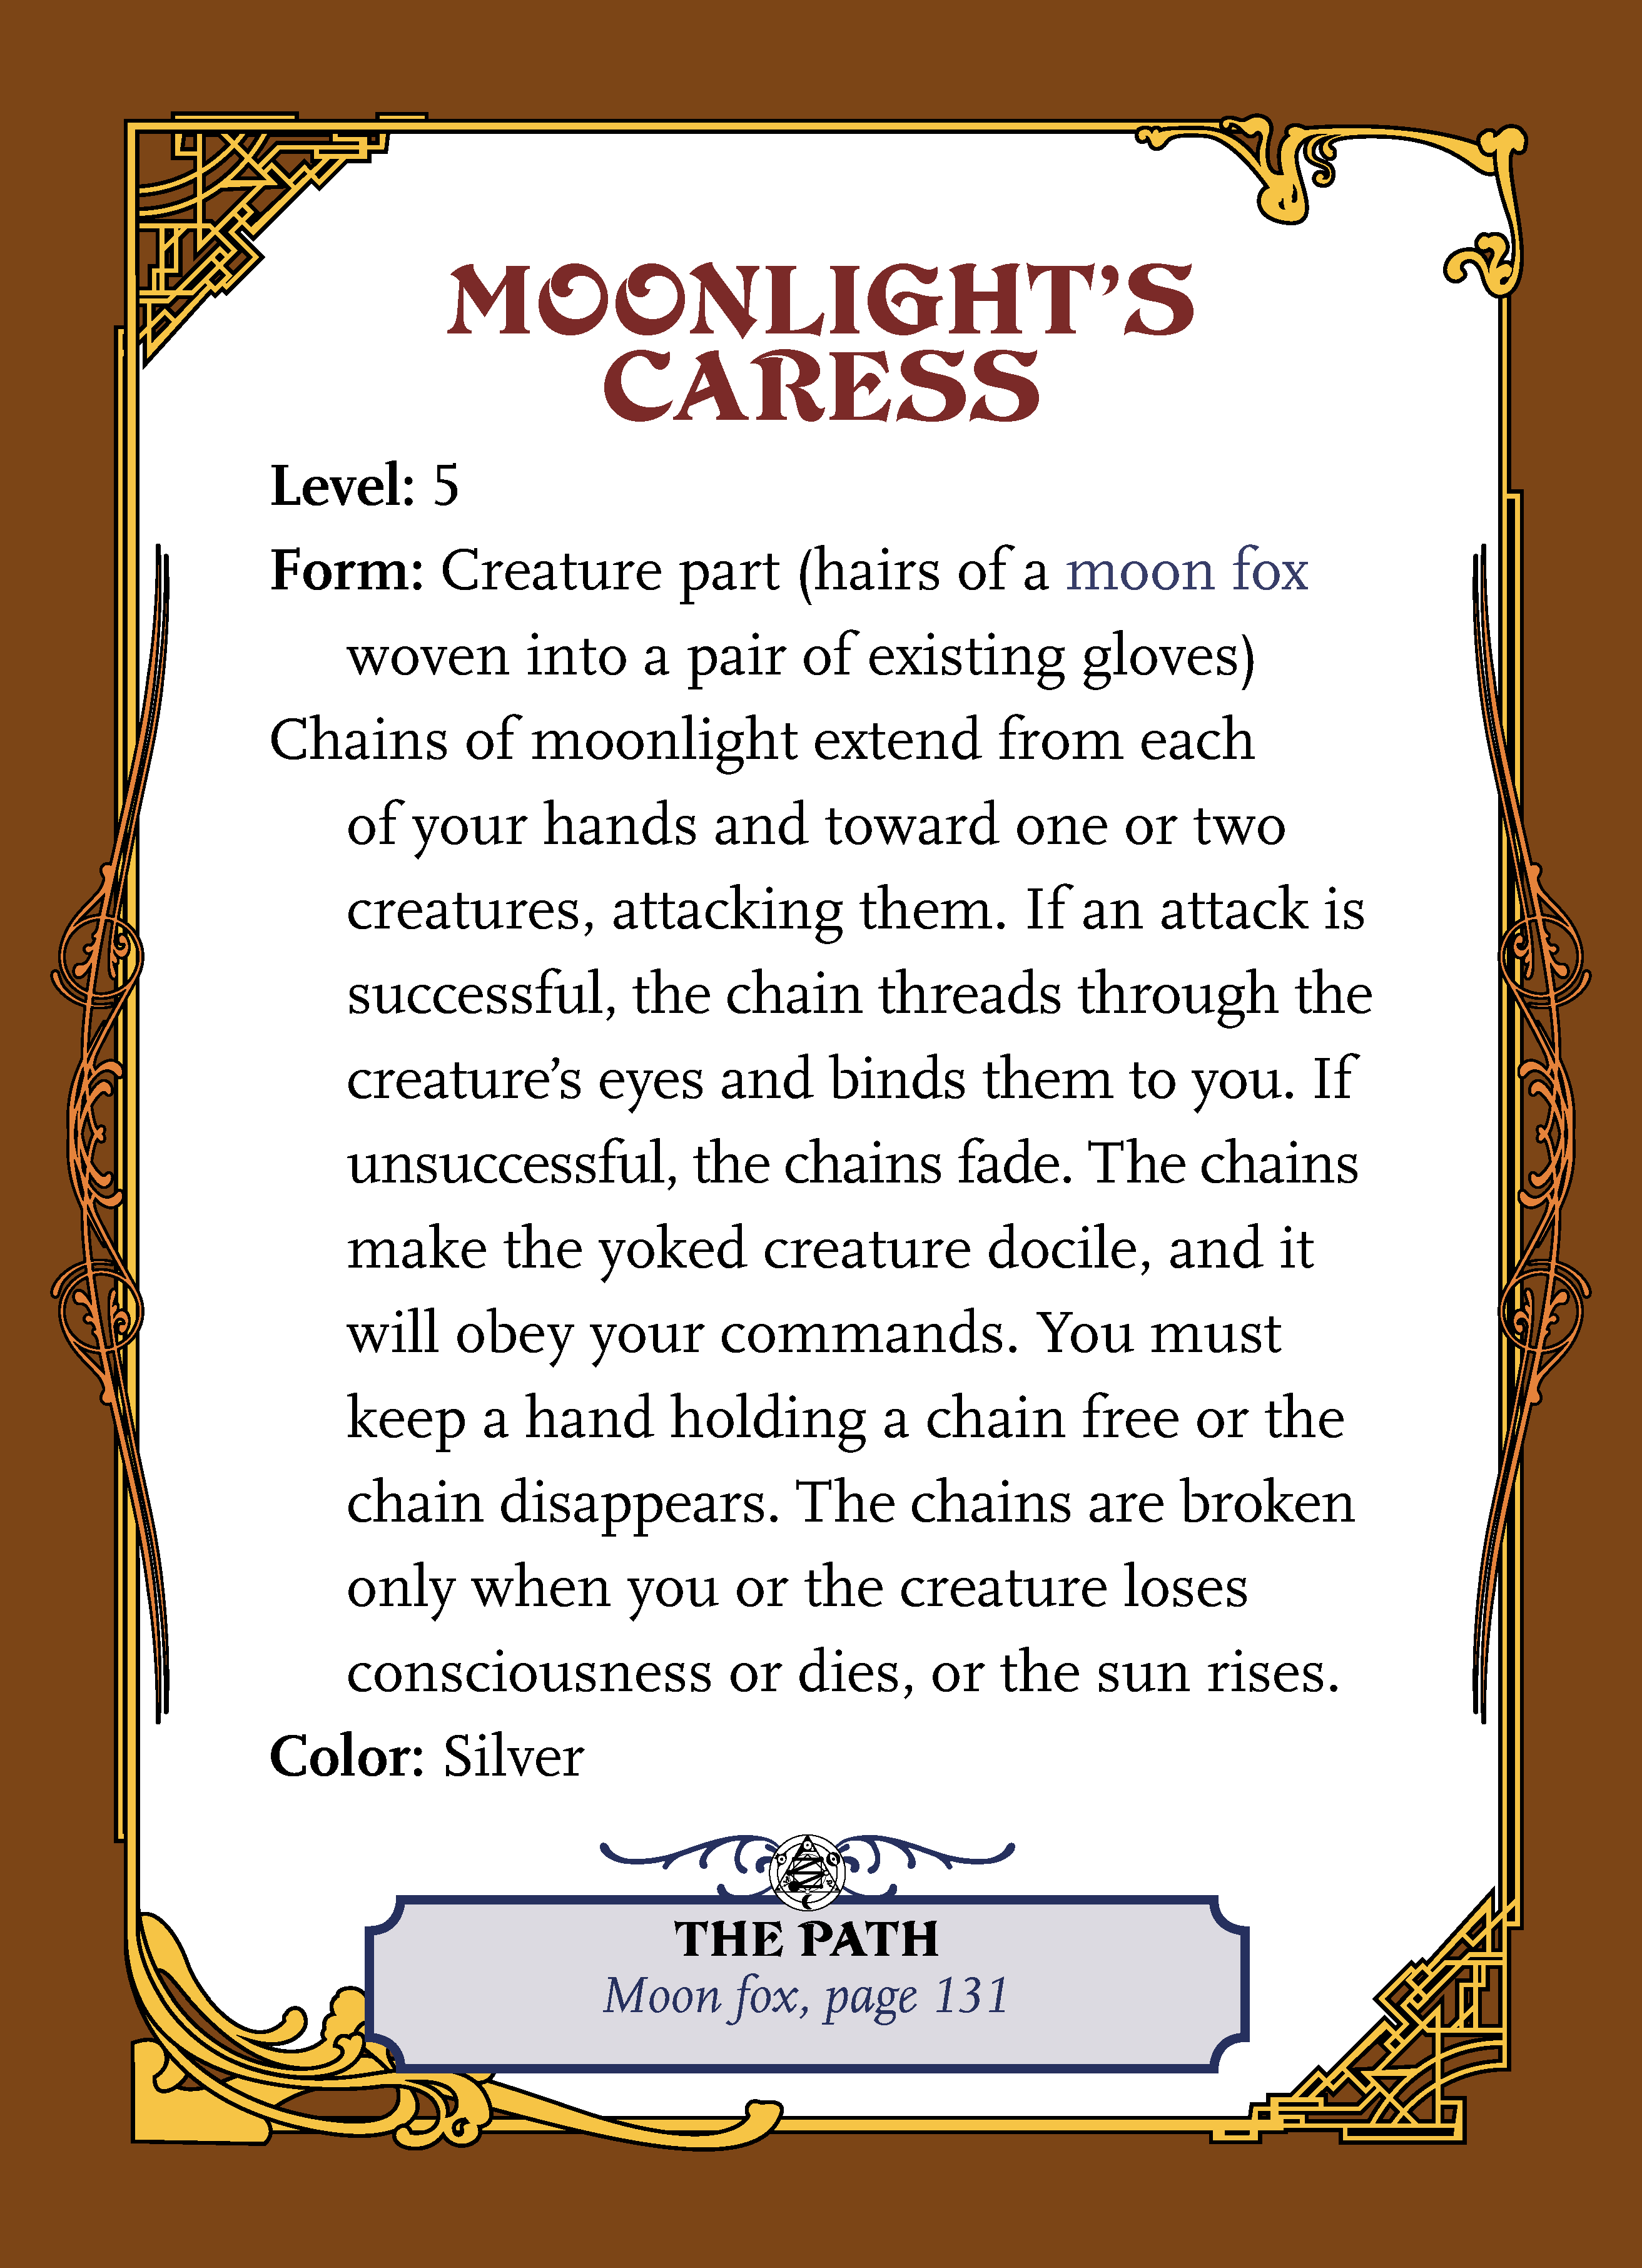 MOONLIGHT’S
CARESS
Level: 5
Form: Creature part (hairs of a moon fox
woven into a pair of existing gloves)
Chains of moonlight extend from each
of your hands and toward one or two
creatures, attacking them. If an attack is
successful, the chain threads through the
creature’s eyes and binds them to you. If
unsuccessful, the chains fade. The chains
make the yoked creature docile, and it
will obey your commands. You must
keep a hand holding a chain free or the
chain disappears. The chains are broken
only when you or the creature loses
consciousness or dies, or the sun rises.
Color: Silver
THE PATH
Moon fox, page 131